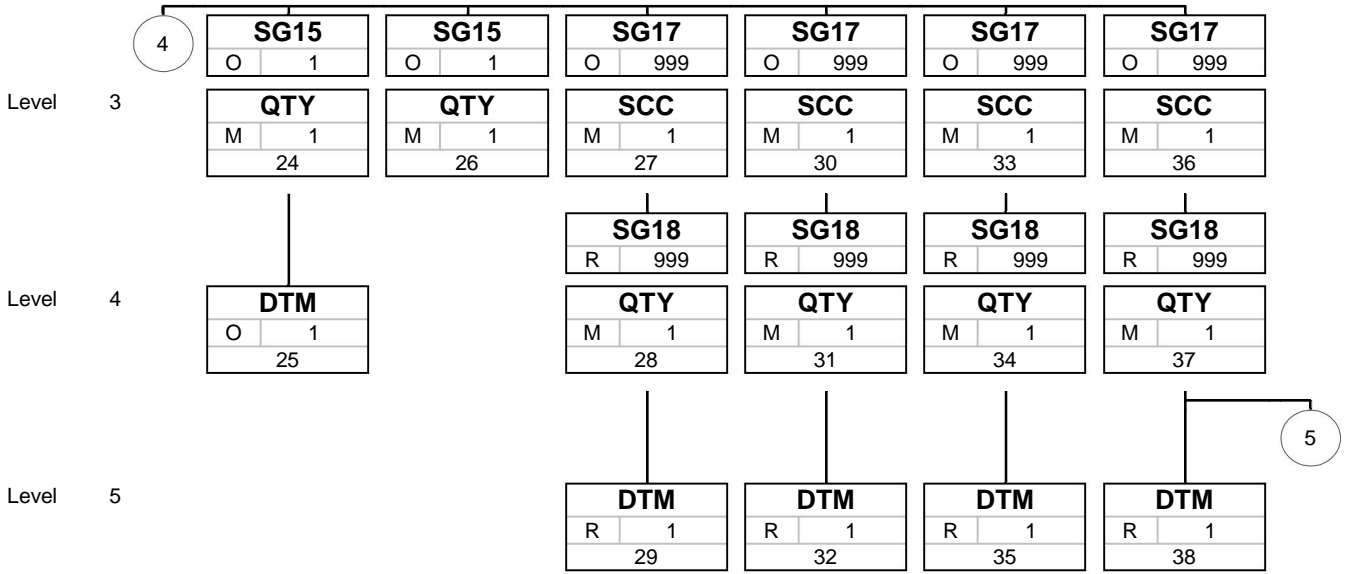 4
SG15 SG15 SG17 SG17 SG17 SG17
O 1 O 1 O 999 O 999 O 999 O 999
Level 3 QTY QTY SCC SCC SCC SCC
M 1 M 1 M 1 M 1 M 1 M 1
24 26 27 30 33 36
SG18 SG18 SG18 SG18
R 999 R 999 R 999 R 999
Level 4 DTM QTY QTY QTY QTY
O 1 M 1 M 1 M 1 M 1
25 28 31 34 37
5
Level 5 DTM DTM DTM DTM
R 1 R 1 R 1 R 1
29 32 35 38